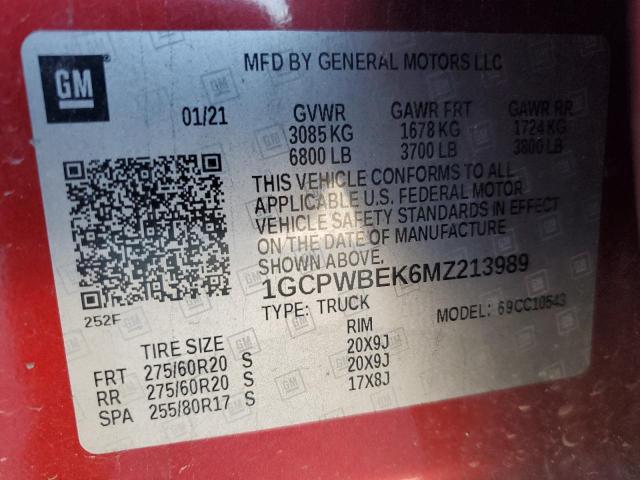 GM
MFD BY GENERAL MOTORS LLC
01/21 GVWR GAWR FRT GAWR RR
3085 KG 1678 KG 1724 KG
6800 LB 3700 LB 3800 LB
THIS VEHICLE CONFORMS TO ALL
APPLICABLE U.S. FEDERAL MOTOR
VEHICLE SAFETY STANDARDS IN EFFECT
ON THE DATE OF MANUFACTURE
SHOWN ABOVE.
1GCPWBEK6MZ213989
252F TYPE: TRUCK MODEL: 69CC10543
TIRE SIZE RIM
FRT 275/60R20 S 20X9J
RR 275/60R20 S 20X9J
SPA 255/80R17 S 17X8J